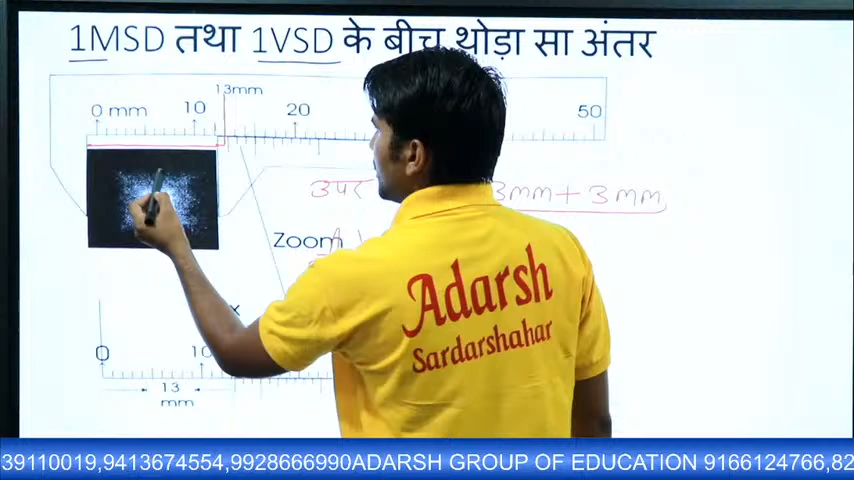 1MSD तथा 1VSD के बीच थोड़ा सा अंतर
13mm
0 mm 10 20 50
उपर 3mm + 3mm
Zoom
0 10
13
mm
Adarsh
Sardarshahar
39110019,9413674554,9928666990ADARSH GROUP OF EDUCATION 9166124766,82